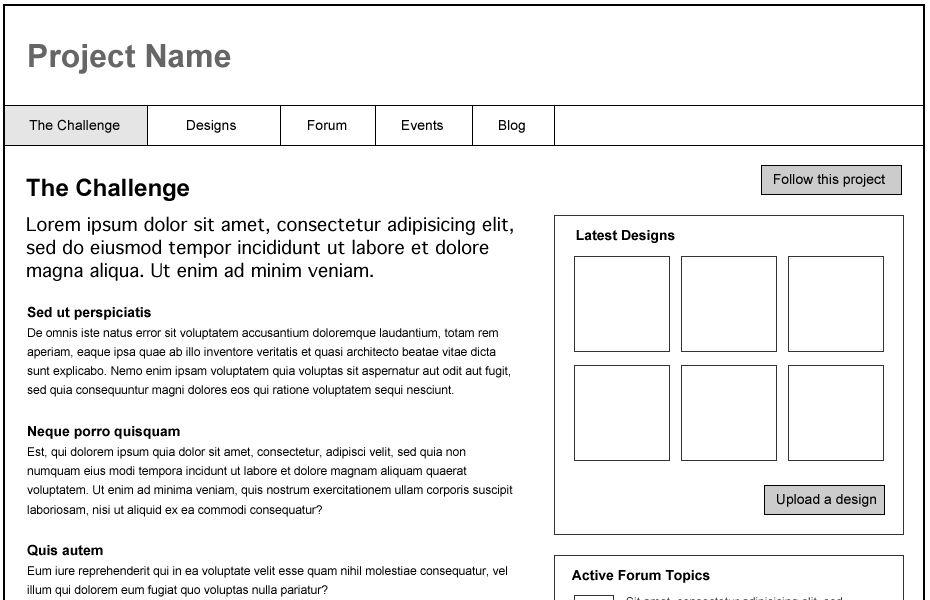 Project Name
The Challenge
Designs
Forum
Events
Blog
The Challenge
Lorem ipsum dolor sit amet, consectetur adipisicing elit,
sed do eiusmod tempor incididunt ut labore et dolore
magna aliqua. Ut enim ad minim veniam.
Sed ut perspiciatis
De omnis iste natus error sit voluptatem accusantium doloremque laudantium, totam rem
aperiam, eaque ipsa quae ab illo inventore veritatis et quasi architecto beatae vitae dicta
sunt explicabo. Nemo enim ipsam voluptatem quia voluptas sit aspernatur aut odit aut fugit,
sed quia consequuntur magni dolores eos qui ratione voluptatem sequi nesciunt.
Neque porro quisquam
Est, qui dolorem ipsum quia dolor sit amet, consectetur, adipisci velit, sed quia non
numquam eius modi tempora incidunt ut labore et dolore magnam aliquam quaerat
voluptatem. Ut enim ad minima veniam, quis nostrum exercitationem ullam corporis suscipit
laboriosam, nisi ut aliquid ex ea commodi consequatur?
Quis autem
Eum iure reprehenderit qui in ea voluptate velit esse quam nihil molestiae consequatur, vel
illum qui dolorem eum fugiat quo voluptas nulla pariatur?
Follow this project
Latest Designs
Upload a design
Active Forum Topics
Sit amet, consectetur adipisicing elit, sed